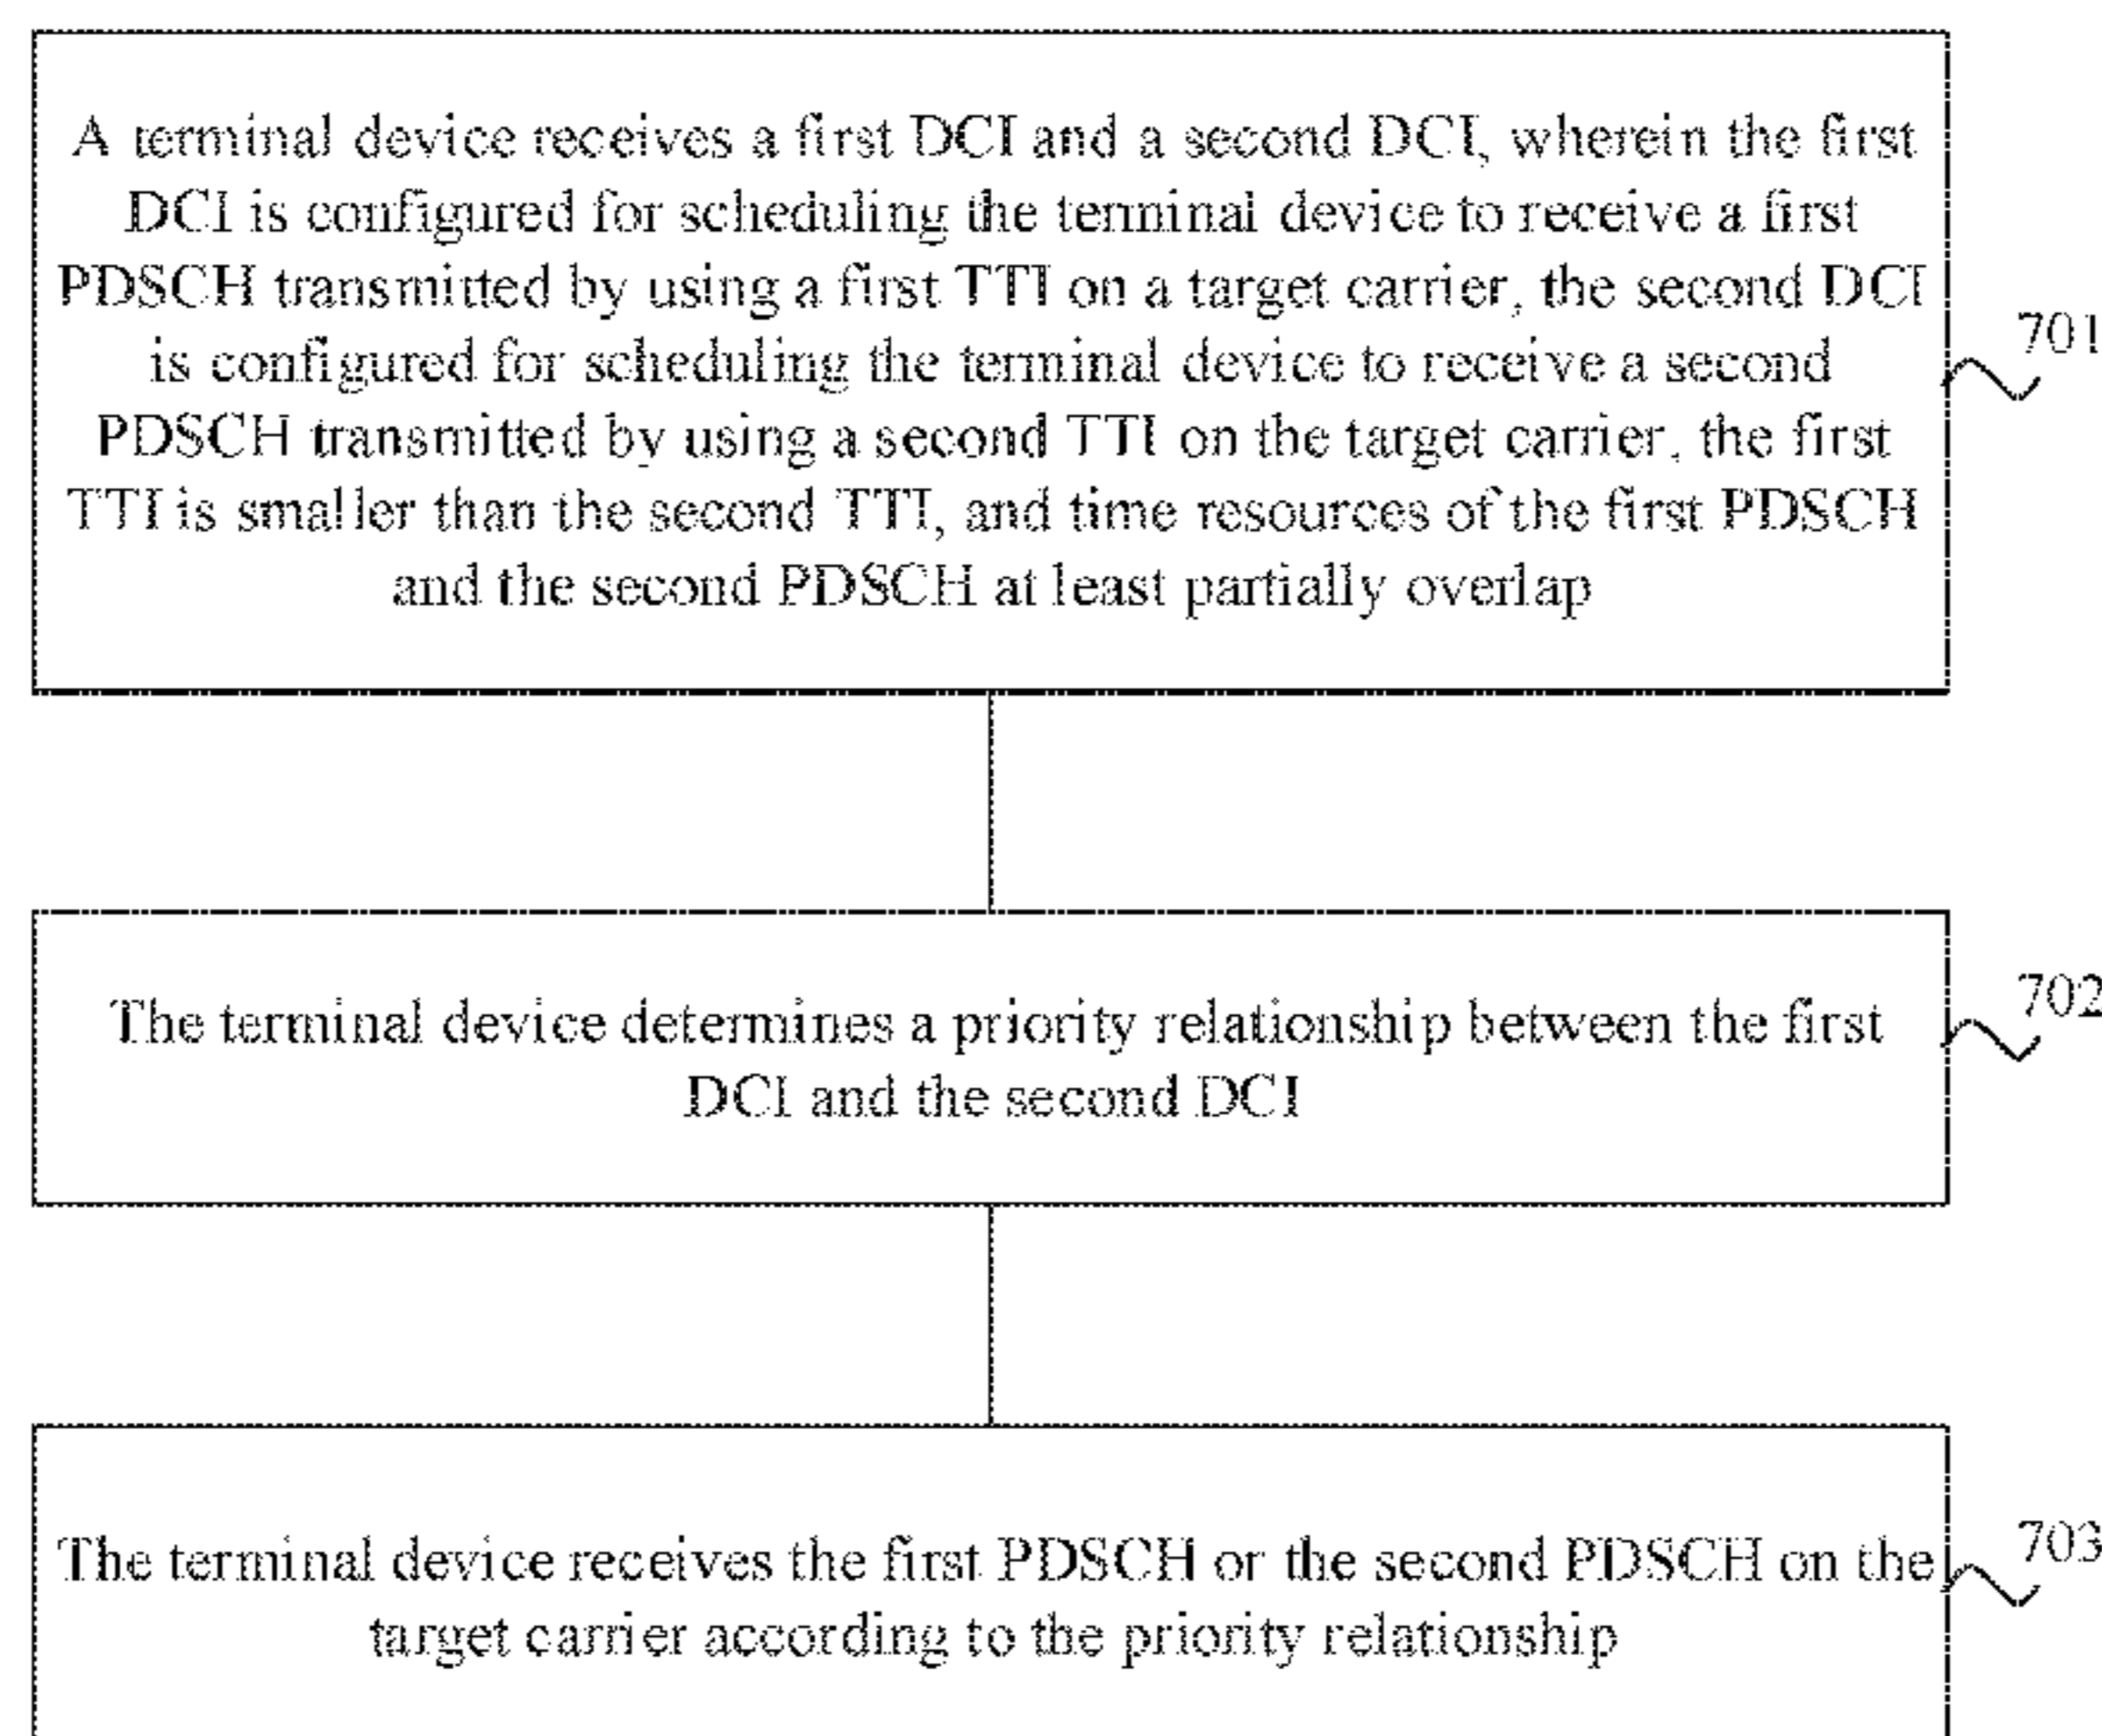 A terminal device receives a first DCI and a second DCI, wherein the first
DCI is configured for scheduling the terminal device to receive a first
PDSCH transmitted by using a first TTI on a target carrier, the second DCI
is configured for scheduling the terminal device to receive a second
PDSCH transmitted by using a second TTI on the target carrier, the first
TTI is smaller than the second TTI, and time resources of the first PDSCH
and the second PDSCH at least partially overlap
701
The terminal device determines a priority relationship between the first
DCI and the second DCI
702
The terminal device receives the first PDSCH or the second PDSCH on the
target carrier according to the priority relationship
703